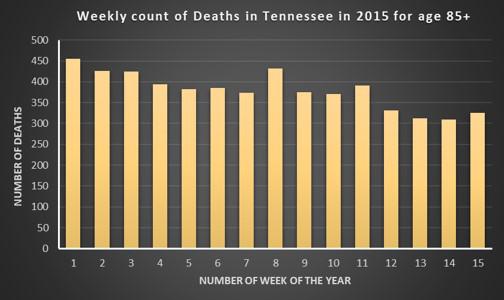 Weekly count of Deaths in Tennessee in 2015 for age 85+
500
450
400
350
300
250
200
150
100
50
0
NUMBER OF DEATHS
1 2 3 4 5 6 7 8 9 10 11 12 13 14 15
NUMBER OF WEEK OF THE YEAR